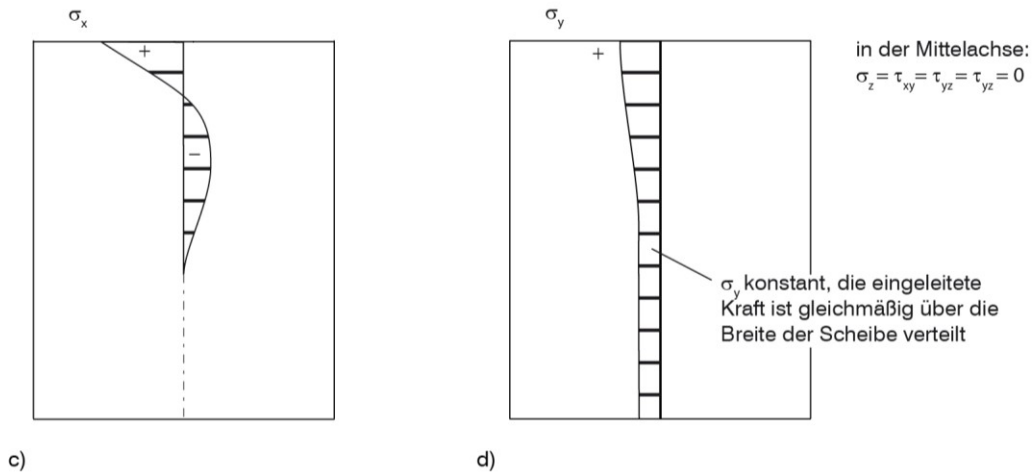 σx
+
−
c)
σy
+
in der Mittelachse:
σz= τxy= τyz= τyz= 0
σy konstant, die eingeleitete
Kraft ist gleichmäßig über die
Breite der Scheibe verteilt
d)